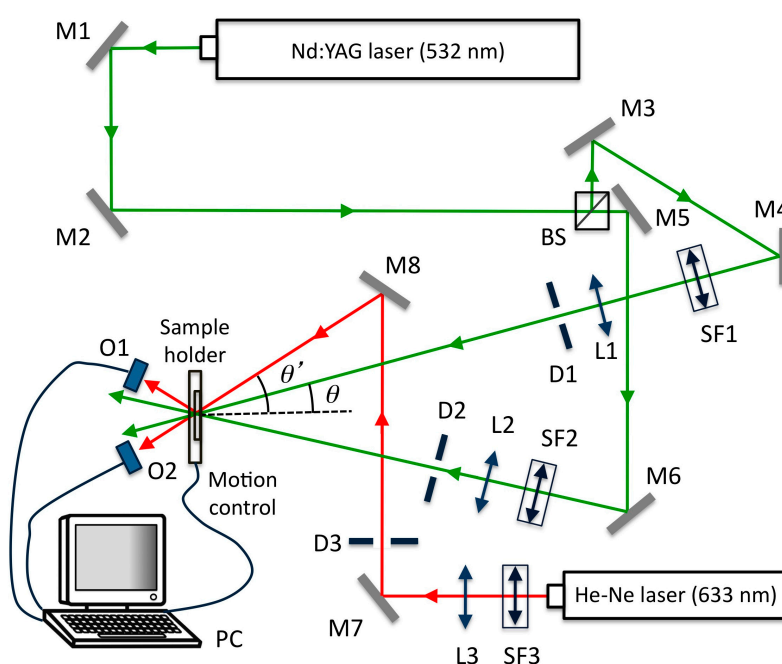 M1
Nd:YAG laser (532 nm)
M3
M2
BS
M5
M4
M8
Sample
holder
SF1
O1
θ'
θ
L1
D1
D2
L2
SF2
O2
Motion
control
M6
D3
He-Ne laser (633 nm)
M7
PC
L3
SF3